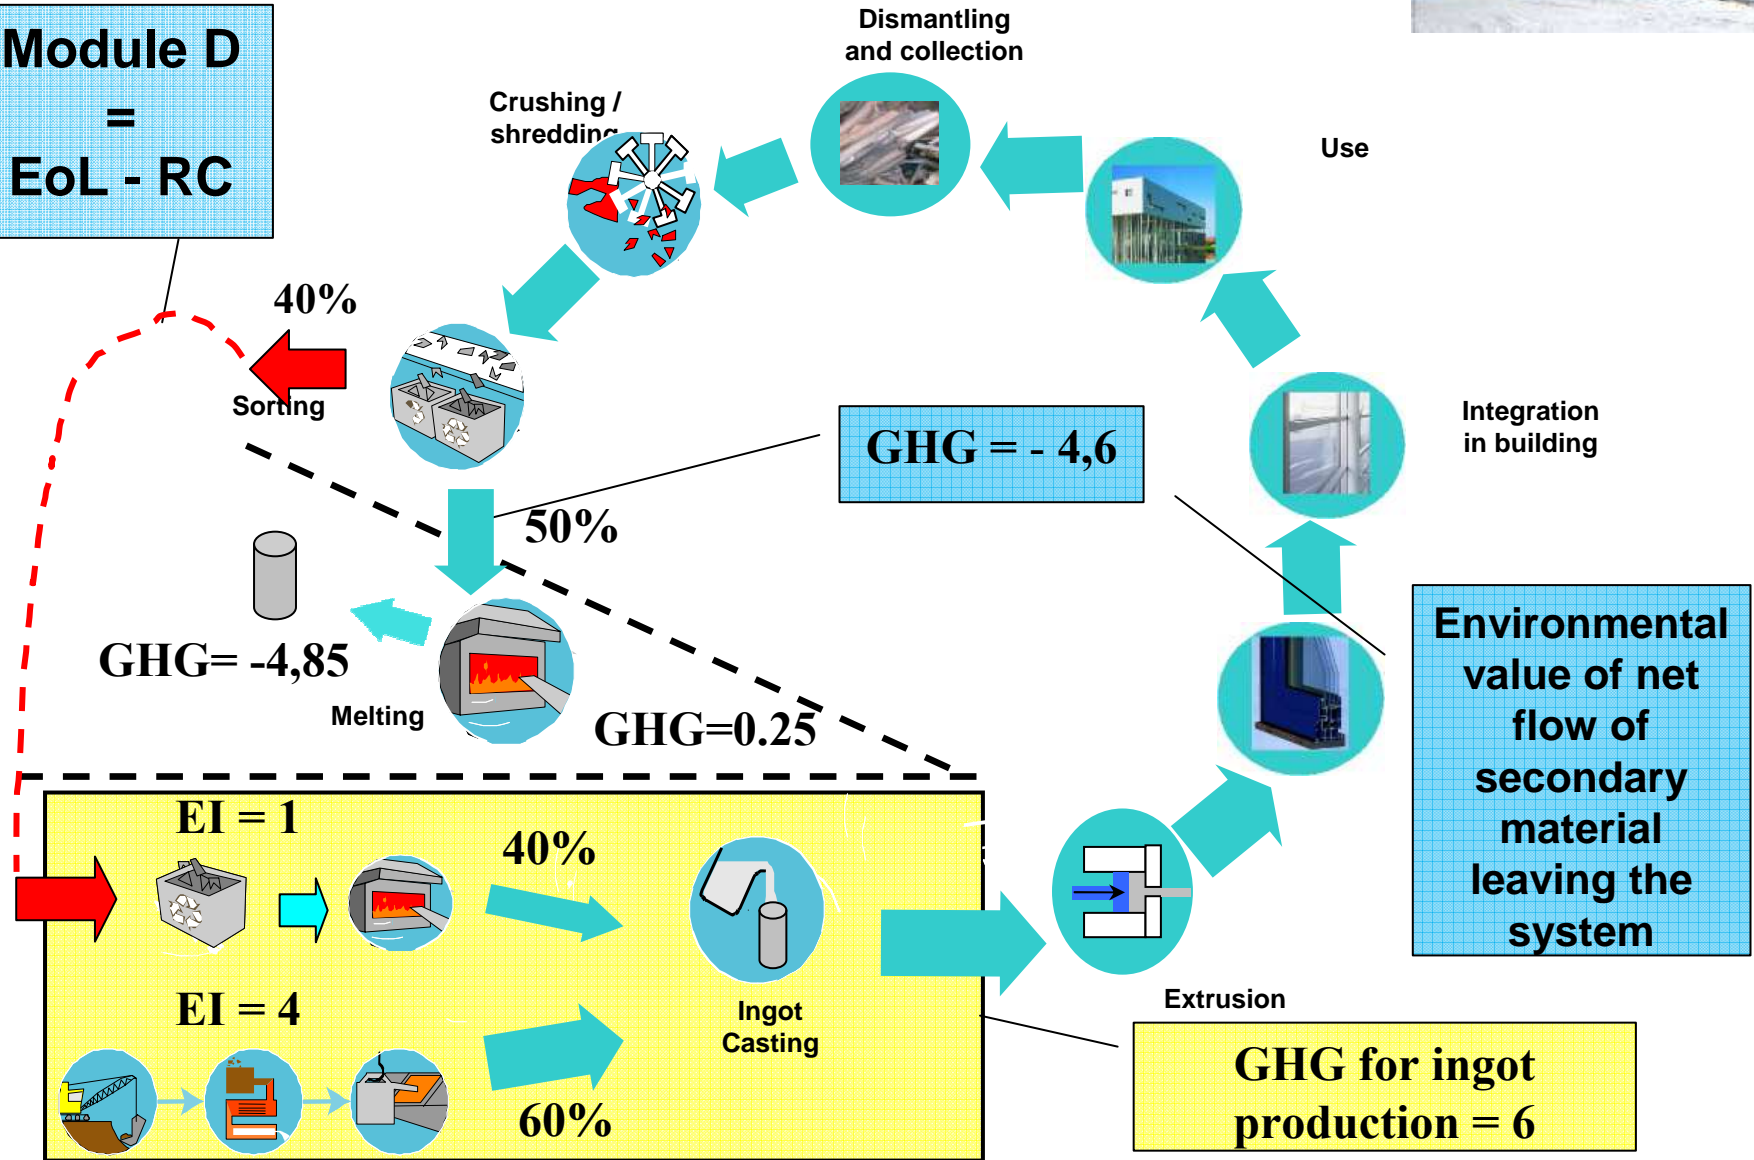 Module D
=
EoL - RC
Dismantling
and collection
Crushing /
shredding
Use
40%
Sorting
Integration
in building
GHG = - 4,6
50%
GHG= -4,85
Melting
GHG=0.25
Environmental
value of net
flow of
secondary
material
leaving the
system
EI = 1
40%
EI = 4
60%
Ingot
Casting
Extrusion
GHG for ingot
production = 6